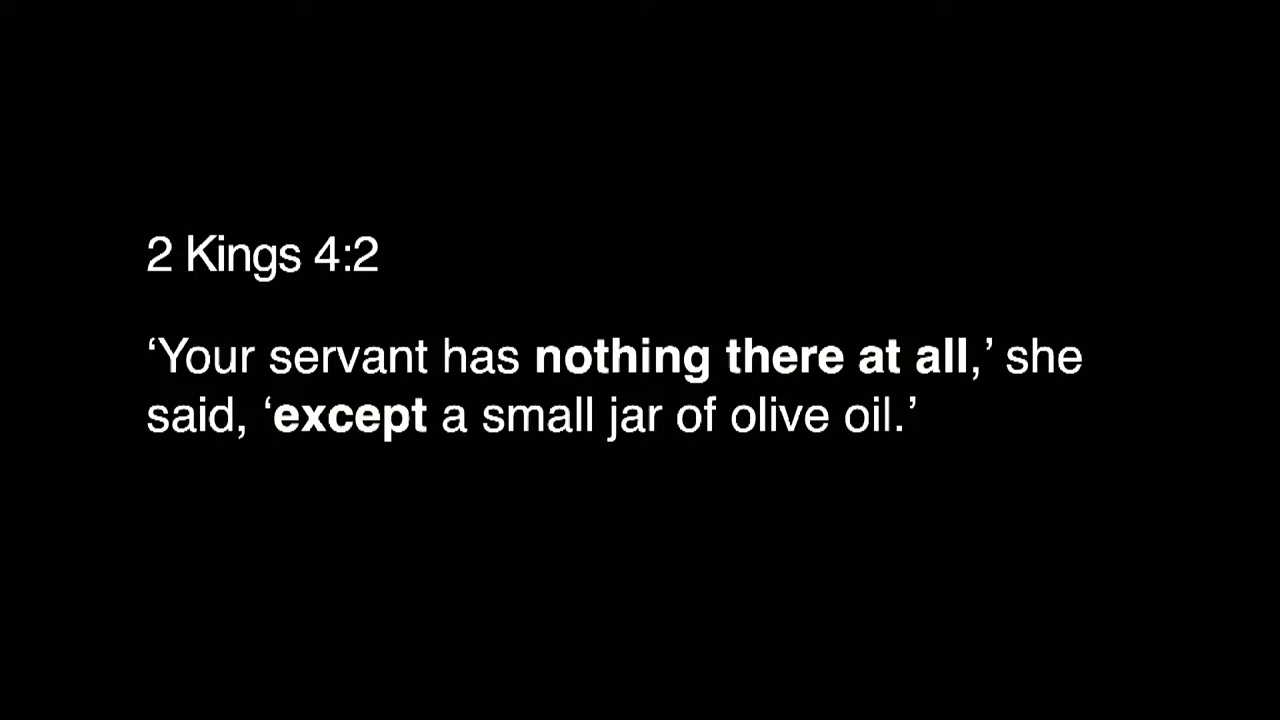 2 Kings 4:2
‘Your servant has nothing there at all,’ she
said, ‘except a small jar of olive oil.’